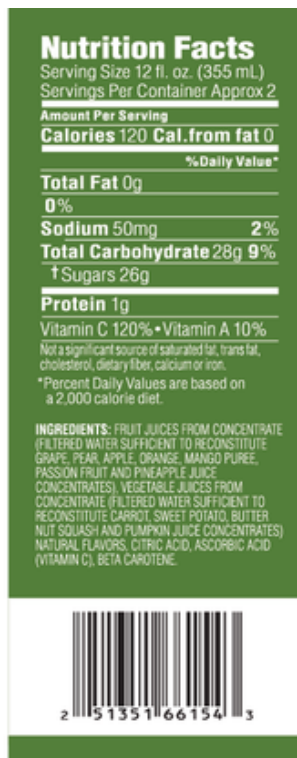 Nutrition Facts
Serving Size 12 fl. oz. (355 mL)
Servings Per Container Approx 2
Amount Per Serving
Calories 120 Cal.from fat 0
%Daily Value*
Total Fat 0g
0%
Sodium 50mg 2%
Total Carbohydrate 28g 9%
†Sugars 26g
Protein 1g
Vitamin C 120% • Vitamin A 10%
Not a significant source of saturated fat, trans fat,
cholesterol, dietary fiber, calcium or iron.
*Percent Daily Values are based on
a 2,000 calorie diet.
INGREDIENTS: FRUIT JUICES FROM CONCENTRATE
(FILTERED WATER SUFFICIENT TO RECONSTITUTE
GRAPE, PEAR, APPLE, ORANGE, MANGO PUREE,
PASSION FRUIT AND PINEAPPLE JUICE
CONCENTRATES), VEGETABLE JUICES FROM
CONCENTRATE (FILTERED WATER SUFFICIENT TO
RECONSTITUTE CARROT, SWEET POTATO, BUTTER
NUT SQUASH AND PUMPKIN JUICE CONCENTRATES)
NATURAL FLAVORS, CITRIC ACID, ASCORBIC ACID
(VITAMIN C), BETA CAROTENE.
2 51351 66154 3